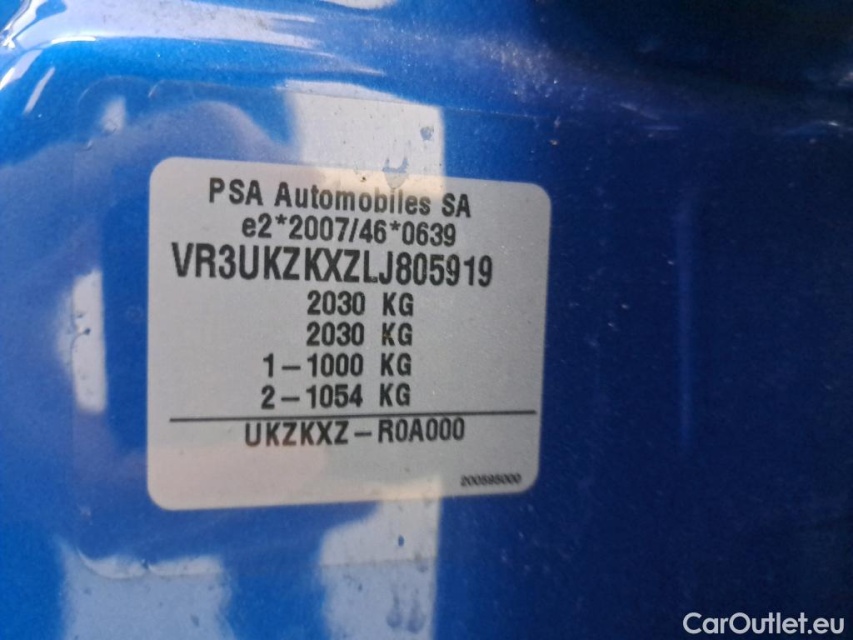 PSA Automobiles SA
e2*2007/46*0639
VR3UKZKXZLJ805919
2030 KG
2030 KG
1-1000 KG
2-1054 KG
UKZKXZ-R0A000
200595000
CarOutlet.eu